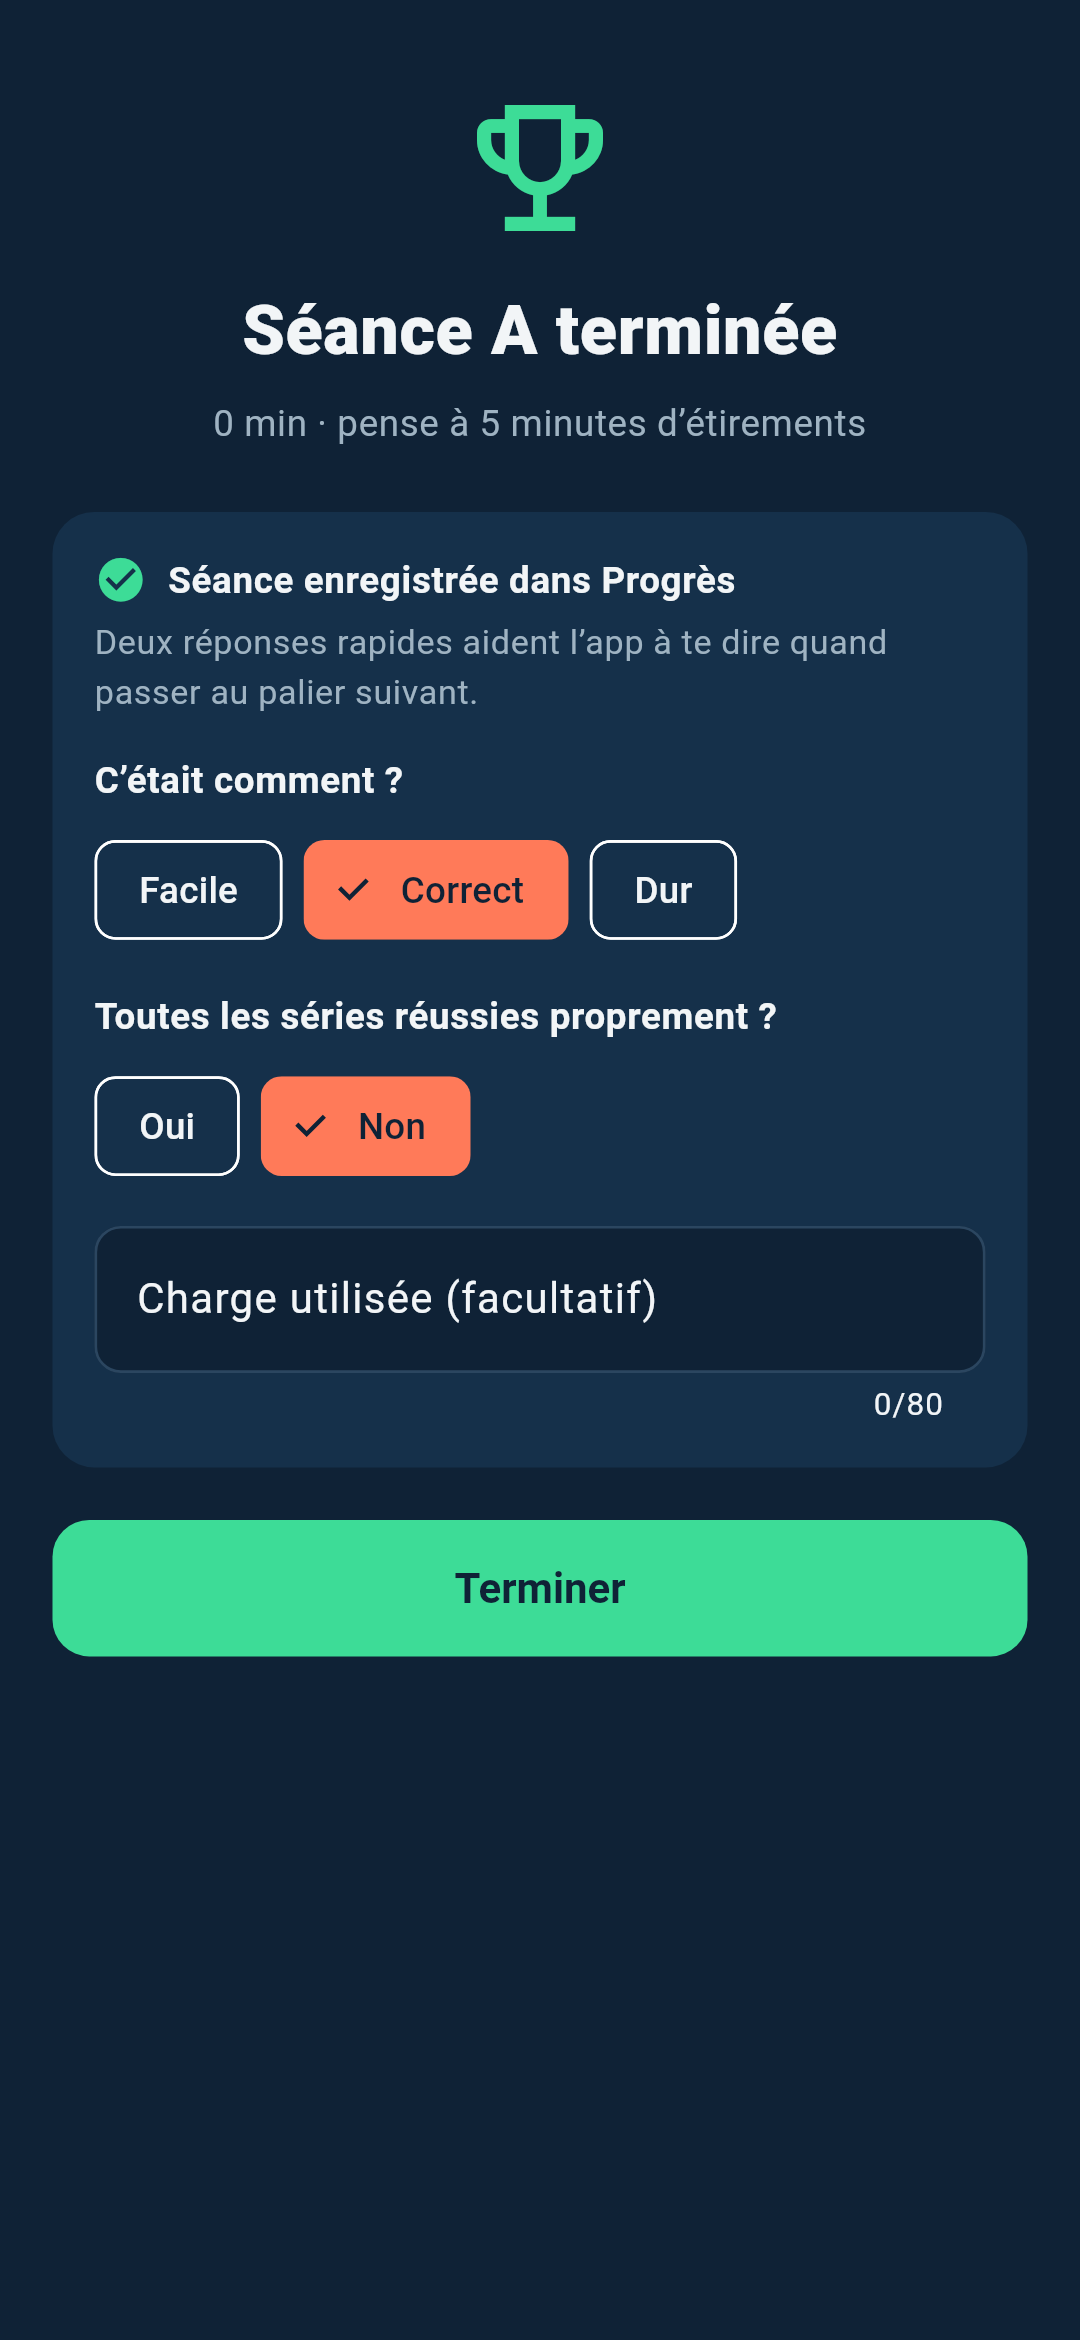 Séance A terminée
0 min · pense à 5 minutes d’étirements
Séance enregistrée dans Progrès
Deux réponses rapides aident l’app à te dire quand
passer au palier suivant.
C’était comment ?
Facile
Correct
Dur
Toutes les séries réussies proprement ?
Oui
Non
Charge utilisée (facultatif)
0/80
Terminer